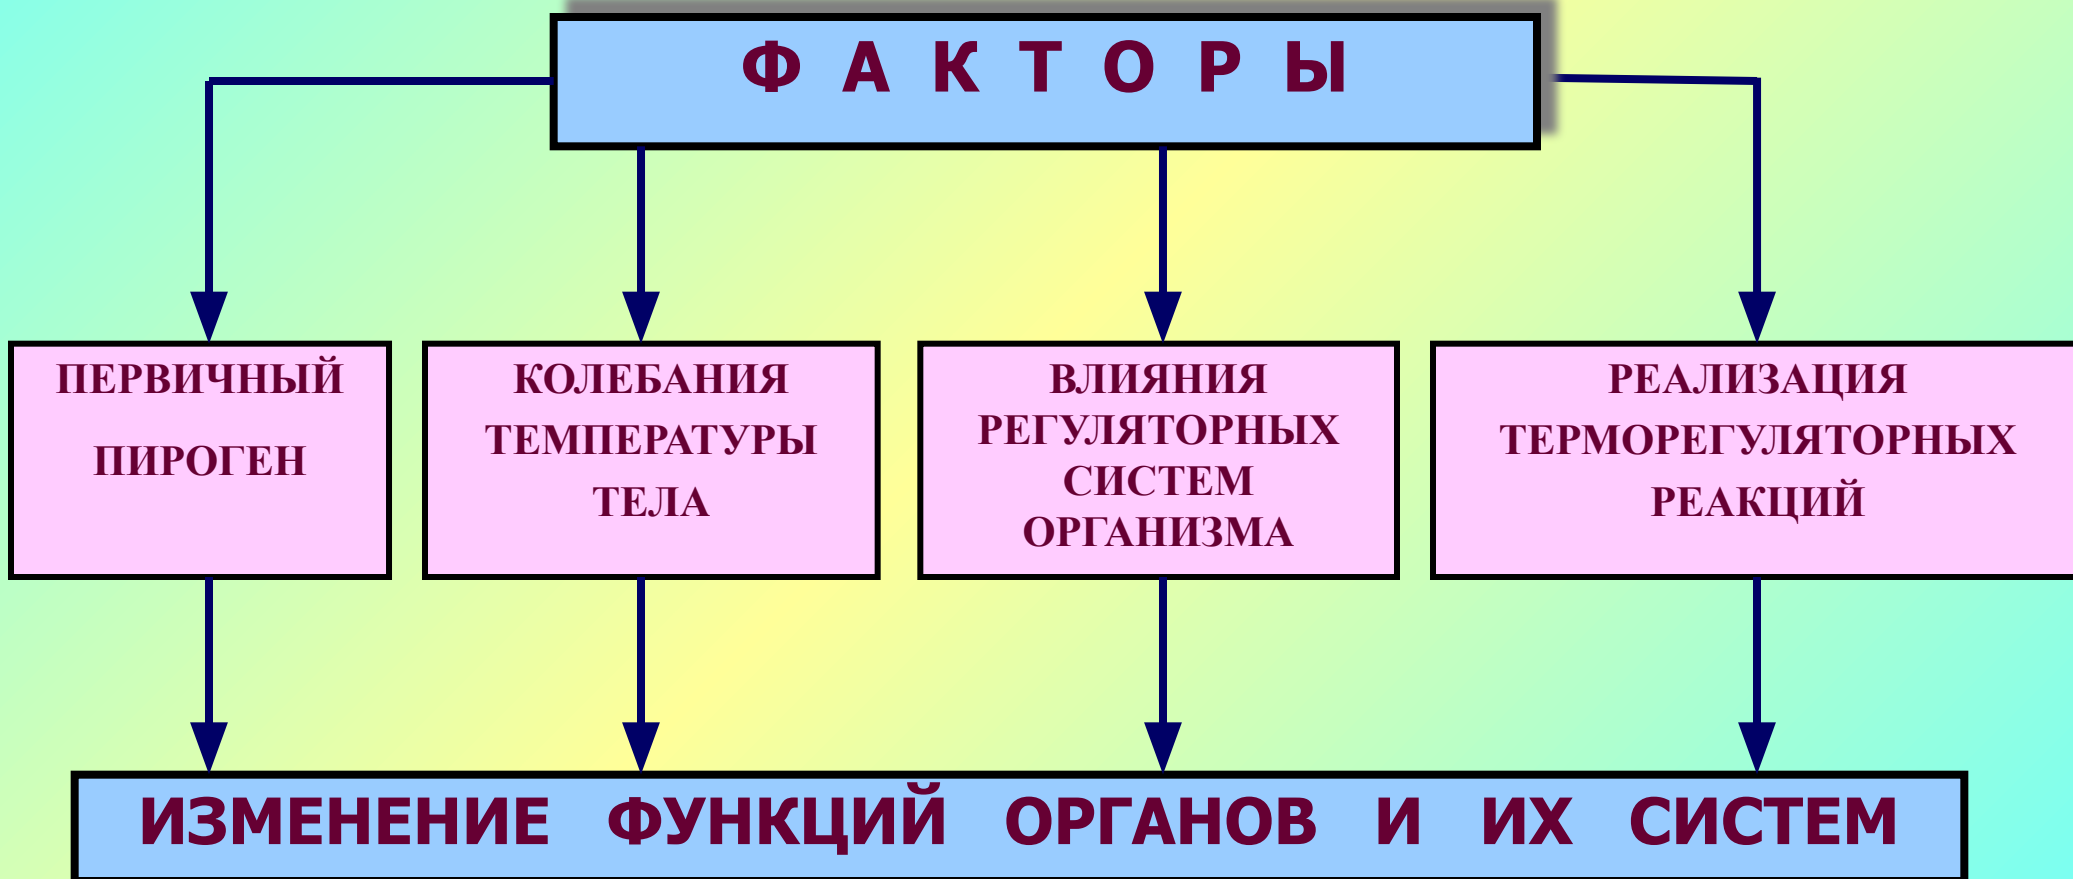 Ф А К Т О Р Ы
ПЕРВИЧНЫЙ
ПИРОГЕН
КОЛЕБАНИЯ
ТЕМПЕРАТУРЫ
ТЕЛА
ВЛИЯНИЯ
РЕГУЛЯТОРНЫХ
СИСТЕМ
ОРГАНИЗМА
РЕАЛИЗАЦИЯ
ТЕРМОРЕГУЛЯТОРНЫХ
РЕАКЦИЙ
ИЗМЕНЕНИЕ ФУНКЦИЙ ОРГАНОВ И ИХ СИСТЕМ